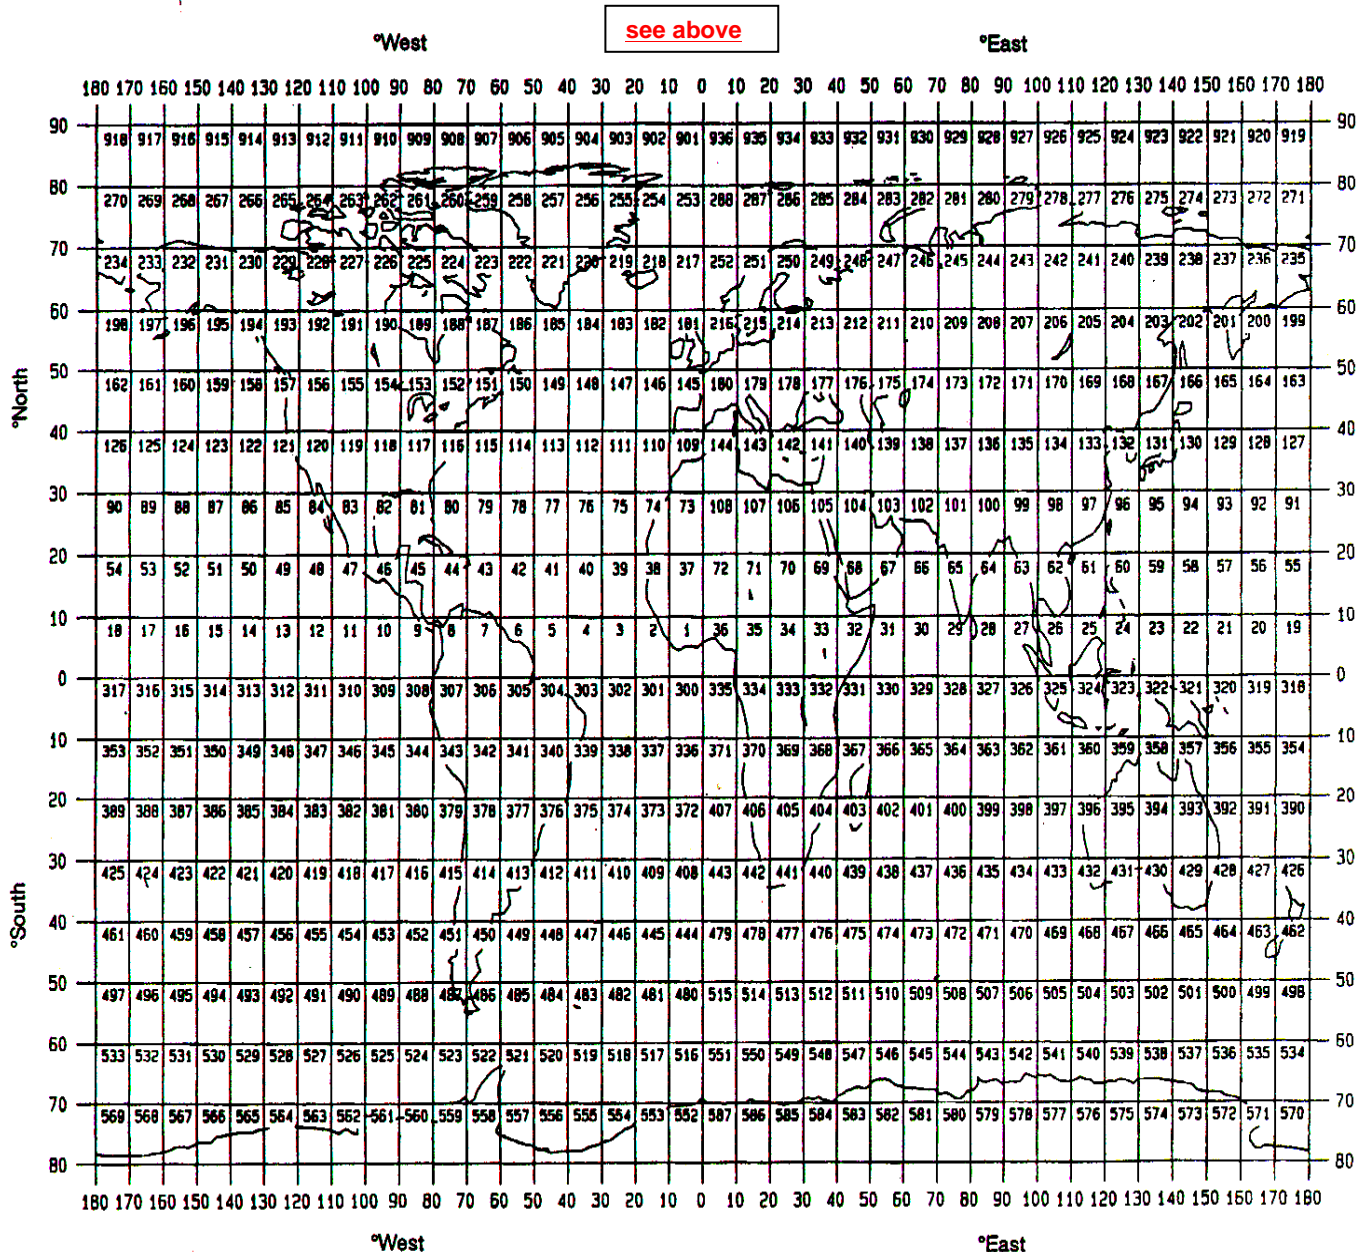 see above
°West °East
180 170 160 150 140 130 120 110 100 90 80 70 60 50 40 30 20 10 0 10 20 30 40 50 60 70 80 90 100 110 120 130 140 150 160 170 180
90 90
918 917 916 915 914 913 912 911 910 909 908 907 906 905 904 903 902 901 936 935 934 933 932 931 930 929 928 927 926 925 924 923 922 921 920 919
80 80
270 269 268 267 266 265 264 263 262 261 260 259 258 257 256 255 254 253 288 287 286 285 284 283 282 281 280 279 278 277 276 275 274 273 272 271
70 70
234 233 232 231 230 229 228 227 226 225 224 223 222 221 220 219 218 217 252 251 250 249 248 247 246 245 244 243 242 241 240 239 238 237 236 235
60 60
198 197 196 195 194 193 192 191 190 189 188 187 186 185 184 183 182 181 216 215 214 213 212 211 210 209 208 207 206 205 204 203 202 201 200 199
50 50
°North
162 161 160 159 158 157 156 155 154 153 152 151 150 149 148 147 146 145 180 179 178 177 176 175 174 173 172 171 170 169 168 167 166 165 164 163
40 40
126 125 124 123 122 121 120 119 118 117 116 115 114 113 112 111 110 109 144 143 142 141 140 139 138 137 136 135 134 133 132 131 130 129 128 127
30 30
90 89 88 87 86 85 84 83 82 81 80 79 78 77 76 75 74 73 108 107 106 105 104 103 102 101 100 99 98 97 96 95 94 93 92 91
20 20
54 53 52 51 50 49 48 47 46 45 44 43 42 41 40 39 38 37 72 71 70 69 68 67 66 65 64 63 62 61 60 59 58 57 56 55
10 10
18 17 16 15 14 13 12 11 10 9 8 7 6 5 4 3 2 1 36 35 34 33 32 31 30 29 28 27 26 25 24 23 22 21 20 19
0 0
317 316 315 314 313 312 311 310 309 308 307 306 305 304 303 302 301 300 335 334 333 332 331 330 329 328 327 326 325 324 323 322 321 320 319 318
10 10
353 352 351 350 349 348 347 346 345 344 343 342 341 340 339 338 337 336 371 370 369 368 367 366 365 364 363 362 361 360 359 358 357 356 355 354
20 20
389 388 387 386 385 384 383 382 381 380 379 378 377 376 375 374 373 372 407 406 405 404 403 402 401 400 399 398 397 396 395 394 393 392 391 390
30 30
425 424 423 422 421 420 419 418 417 416 415 414 413 412 411 410 409 408 443 442 441 440 439 438 437 436 435 434 433 432 431 430 429 428 427 426
°South
40 40
461 460 459 458 457 456 455 454 453 452 451 450 449 448 447 446 445 444 479 478 477 476 475 474 473 472 471 470 469 468 467 466 465 464 463 462
50 50
497 496 495 494 493 492 491 490 489 488 487 486 485 484 483 482 481 480 515 514 513 512 511 510 509 508 507 506 505 504 503 502 501 500 499 498
60 60
533 532 531 530 529 528 527 526 525 524 523 522 521 520 519 518 517 516 551 550 549 548 547 546 545 544 543 542 541 540 539 538 537 536 535 534
70 70
569 568 567 566 565 564 563 562 561 560 559 558 557 556 555 554 553 552 587 586 585 584 583 582 581 580 579 578 577 576 575 574 573 572 571 570
80 80
180 170 160 150 140 130 120 110 100 90 80 70 60 50 40 30 20 10 0 10 20 30 40 50 60 70 80 90 100 110 120 130 140 150 160 170 180
°West °East